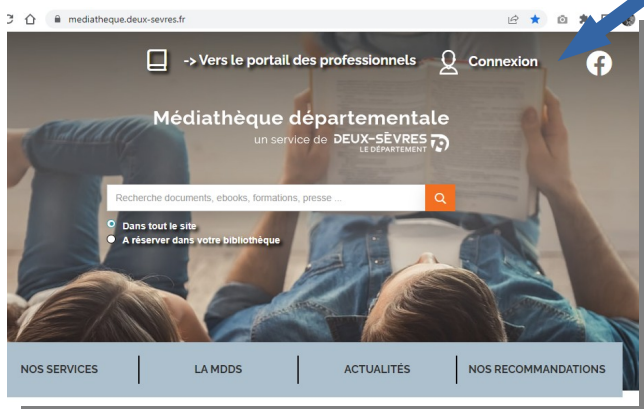 mediatheque.deux-sevres.fr
-> Vers le portail des professionnels
Connexion
Médiathèque départementale
un service de DEUX-SÈVRES 79
LE DÉPARTEMENT
Recherche documents, ebooks, formations, presse ...
Dans tout le site
A réserver dans votre bibliothèque
NOS SERVICES
LA MDDS
ACTUALITÉS
NOS RECOMMANDATIONS